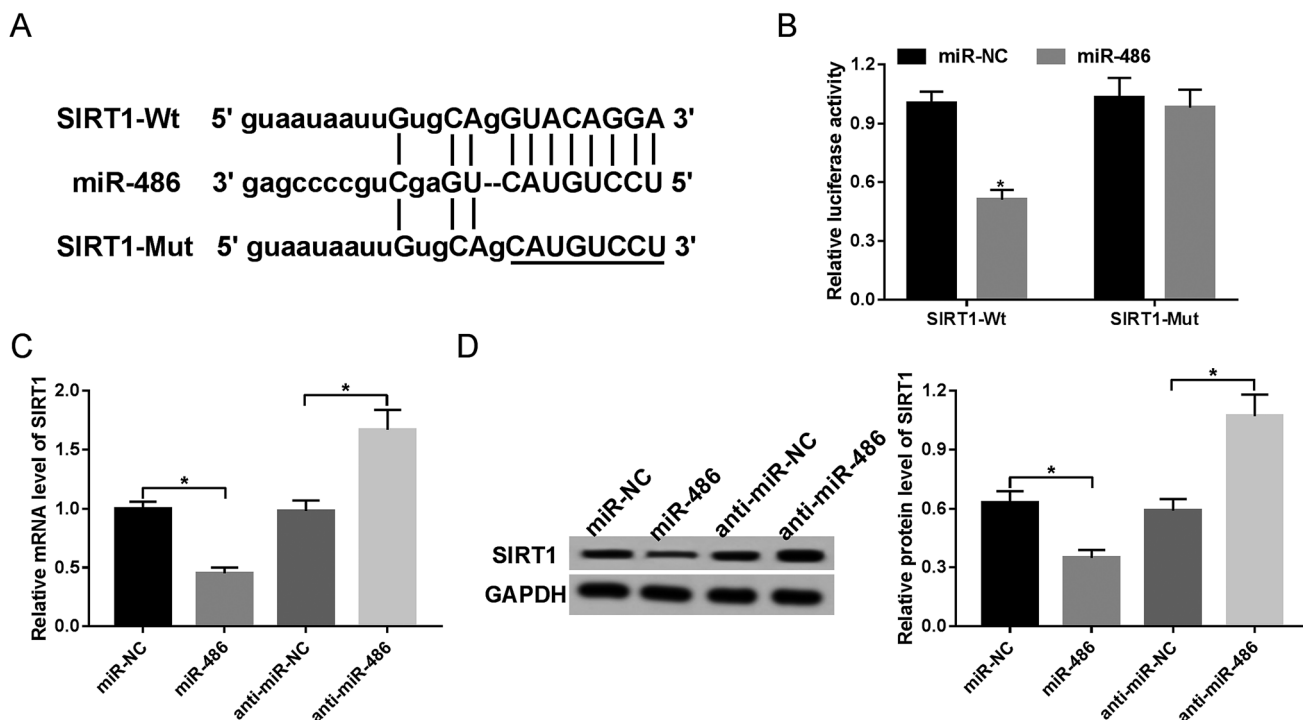 A
SIRT1-Wt 5' guaauaauuGugCAgGUACAGGA 3'
miR-486 3' gagccccguCgaGU--CAUGUCCU 5'
SIRT1-Mut 5' guaauaauuGugCAgCAUGUCCU 3'
B
miR-NC miR-486
Relative luciferase activity
1.2
0.9
0.6
0.3
0.0
*
SIRT1-Wt SIRT1-Mut
C
Relative mRNA level of SIRT1
2.0
1.5
1.0
0.5
0.0
* *
miR-NC miR-486 anti-miR-NC anti-miR-486
D
miR-NC miR-486 anti-miR-NC anti-miR-486
SIRT1
GAPDH
Relative protein level of SIRT1
1.2
0.9
0.6
0.3
0.0
* *
miR-NC miR-486 anti-miR-NC anti-miR-486